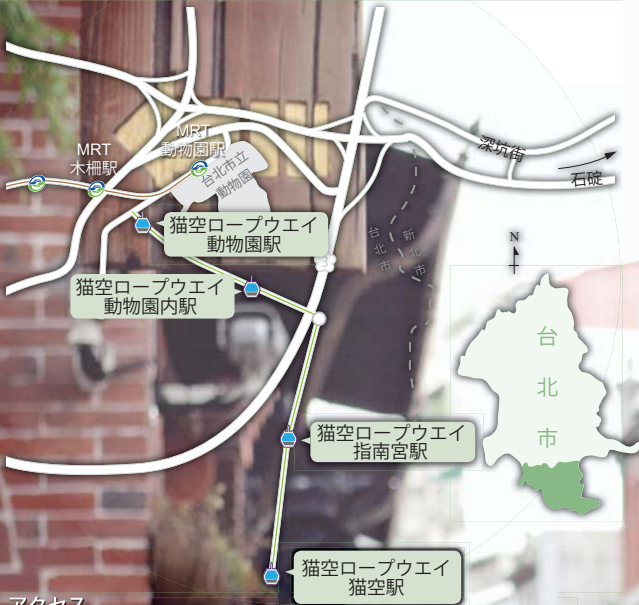 MRT
動物園駅
MRT
木柵駅
深坑街
石碇
台北市立
動物園
猫空ロープウエイ
動物園駅
台北市
新北市
N
猫空ロープウエイ
動物園内駅
台
北
市
猫空ロープウエイ
指南宮駅
猫空ロープウエイ
猫空駅
アクセス